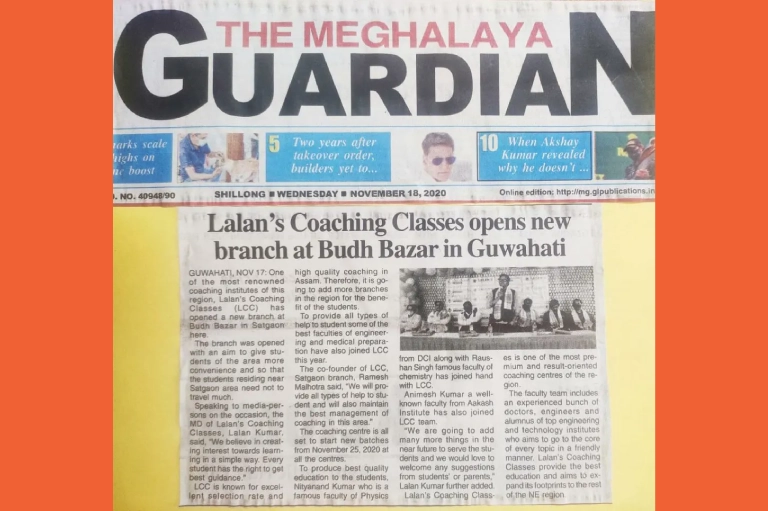 THE MEGHALAYA
GUARDIAN
arks scale
highs on
boost
5
Two years after
takeover order,
builders yet to...
10
When Akshay
Kumar revealed
why he doesn't ...
. NO. 40948/90
SHILLONG ■ WEDNESDAY ■ NOVEMBER 18, 2020
Online edition: http://mg.glpublications.in
Lalan's Coaching Classes opens new
branch at Budh Bazar in Guwahati
GUWAHATI, NOV 17: One
of the most renowned
coaching institutes of this
region, Lalan's Coaching
Classes (LCC) has
opened a new branch at
Budh Bazar in Satgaon
here.
The branch was opened
with an aim to give stu-
dents of the area more
convenience and so that
the students residing near
Satgaon area need not to
travel much.
Speaking to media-per-
sons on the occasion, the
MD of Lalan's Coaching
Classes, Lalan Kumar,
said, "We believe in creat-
ing interest towards learn-
ing in a simple way. Every
student has the right to get
best guidance."
LCC is known for excel-
lent selection rate and
high quality coaching in
Assam. Therefore, it is go-
ing to add more branches
in the region for the bene-
fit of the students.
To provide all types of
help to student some of the
best faculties of engineer-
ing and medical prepara-
tion have also joined LCC
this year.
The co-founder of LCC,
Satgaon branch, Ramesh
Malhotra said, "We will pro-
vide all types of help to stu-
dent and will also maintain
the best management of
coaching in this area."
The coaching centre is all
set to start new batches
from November 25, 2020 at
all the centres.
To produce best quality
education to the students,
Nityanand Kumar who is a
famous faculty of Physics
from DCI along with Raus-
han Singh famous faculty of
chemistry has joined hand
with LCC.
Animesh Kumar a well-
known faculty from Aakash
Institute has also joined
LCC team.
"We are going to add
many more things in the
near future to serve the stu-
dents and we would love to
welcome any suggestions
from students' or parents,"
Lalan Kumar further added.
Lalan's Coaching Class-
es is one of the most pre-
mium and result-oriented
coaching centres of the re-
gion.
The faculty team includes
an experienced bunch of
doctors, engineers and
alumnus of top engineering
and technology institutes
who aims to go to the core
of every topic in a friendly
manner. Lalan's Coaching
Classes provide the best
education and aims to ex-
pand its footprints to the rest
of the NE region.